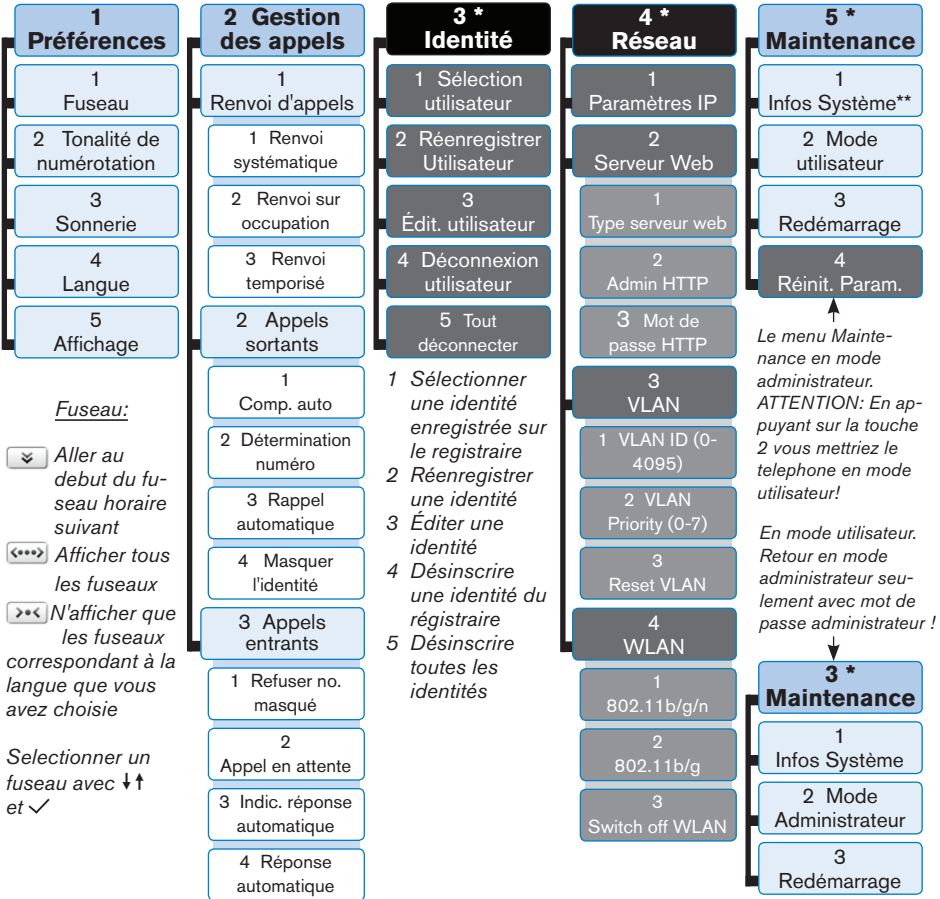 1
Préférences
1
Fuseau
2 Tonalité de
numérotation
3
Sonnerie
4
Langue
5
Affichage
Fuseau:
Aller au
debut du fu-
seau horaire
suivant
Afficher tous
les fuseaux
N'afficher que
les fuseaux
correspondant à la
langue que vous
avez choisie
Selectionner un
fuseau avec ↓↑
et ✓
2 Gestion
des appels
1
Renvoi d'appels
1 Renvoi
systématique
2 Renvoi sur
occupation
3 Renvoi
temporisé
2 Appels
sortants
1
Comp. auto
2 Détermination
numéro
3 Rappel
automatique
4 Masquer
l'identité
3 Appels
entrants
1 Refuser no.
masqué
2
Appel en attente
3 Indic. réponse
automatique
4 Réponse
automatique
3 *
Identité
1 Sélection
utilisateur
2 Réenregistrer
Utilisateur
3
Édit. utilisateur
4 Déconnexion
utilisateur
5 Tout
déconnecter
1 Sélectionner
une identité
enregistrée sur
le registraire
2 Réenregistrer
une identité
3 Éditer une
identité
4 Désinscrire
une identité du
régistraire
5 Désinscrire
toutes les
identités
4 *
Réseau
1
Paramètres IP
2
Serveur Web
1
Type serveur web
2
Admin HTTP
3 Mot de
passe HTTP
3
VLAN
1 VLAN ID (0-
4095)
2 VLAN
Priority (0-7)
3
Reset VLAN
4
WLAN
1
802.11b/g/n
2
802.11b/g
3
Switch off WLAN
5 *
Maintenance
1
Infos Système**
2 Mode
utilisateur
3
Redémarrage
4
Réinit. Param.
Le menu Mainte-
nance en mode
administrateur.
ATTENTION: En ap-
puyant sur la touche
2 vous mettriez le
telephone en mode
utilisateur!
En mode utilisateur.
Retour en mode
administrateur seu-
lement avec mot de
passe administrateur !
3 *
Maintenance
1
Infos Système
2 Mode
Administrateur
3
Redémarrage